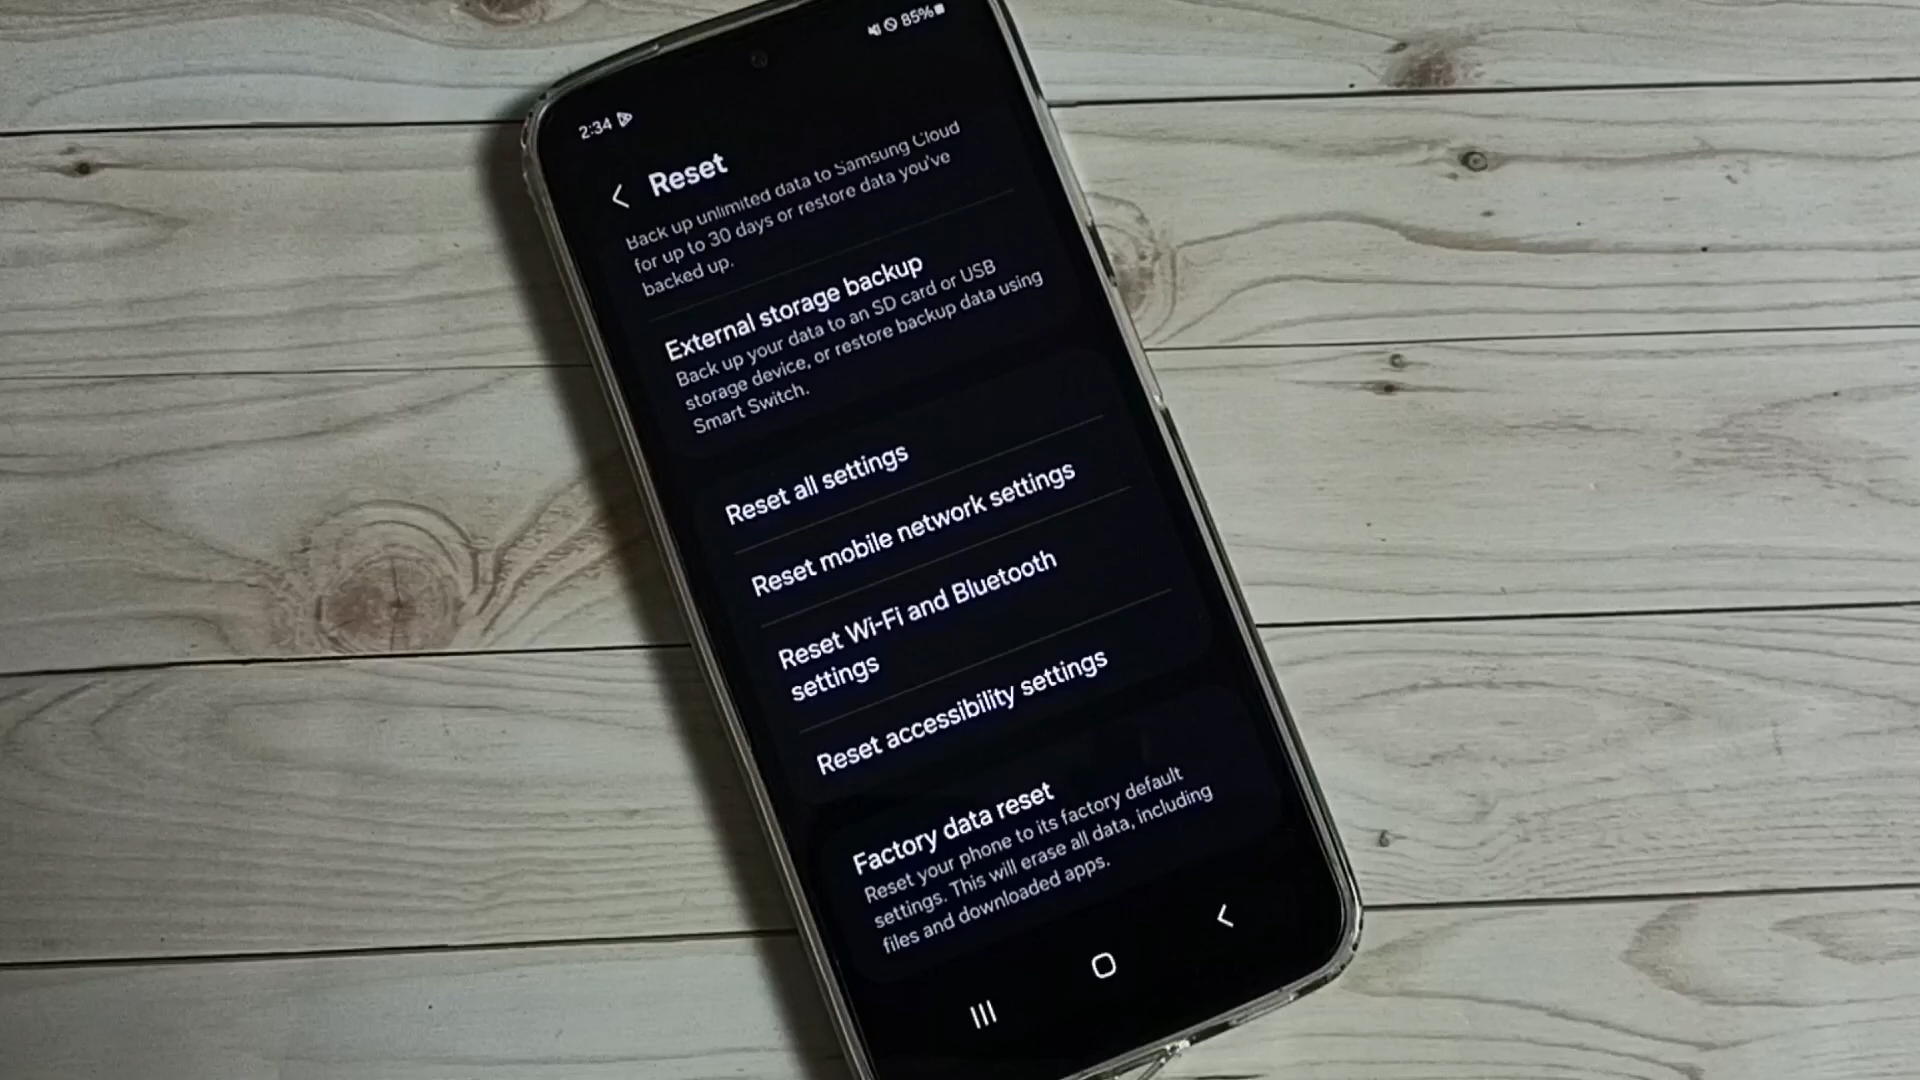 85%
2:34
Reset
Back up unlimited data to Samsung Cloud
for up to 30 days or restore data you've
backed up.
External storage backup
Back up your data to an SD card or USB
storage device, or restore backup data using
Smart Switch.
Reset all settings
Reset mobile network settings
Reset Wi-Fi and Bluetooth
settings
Reset accessibility settings
Factory data reset
Reset your phone to its factory default
settings. This will erase all data, including
files and downloaded apps.